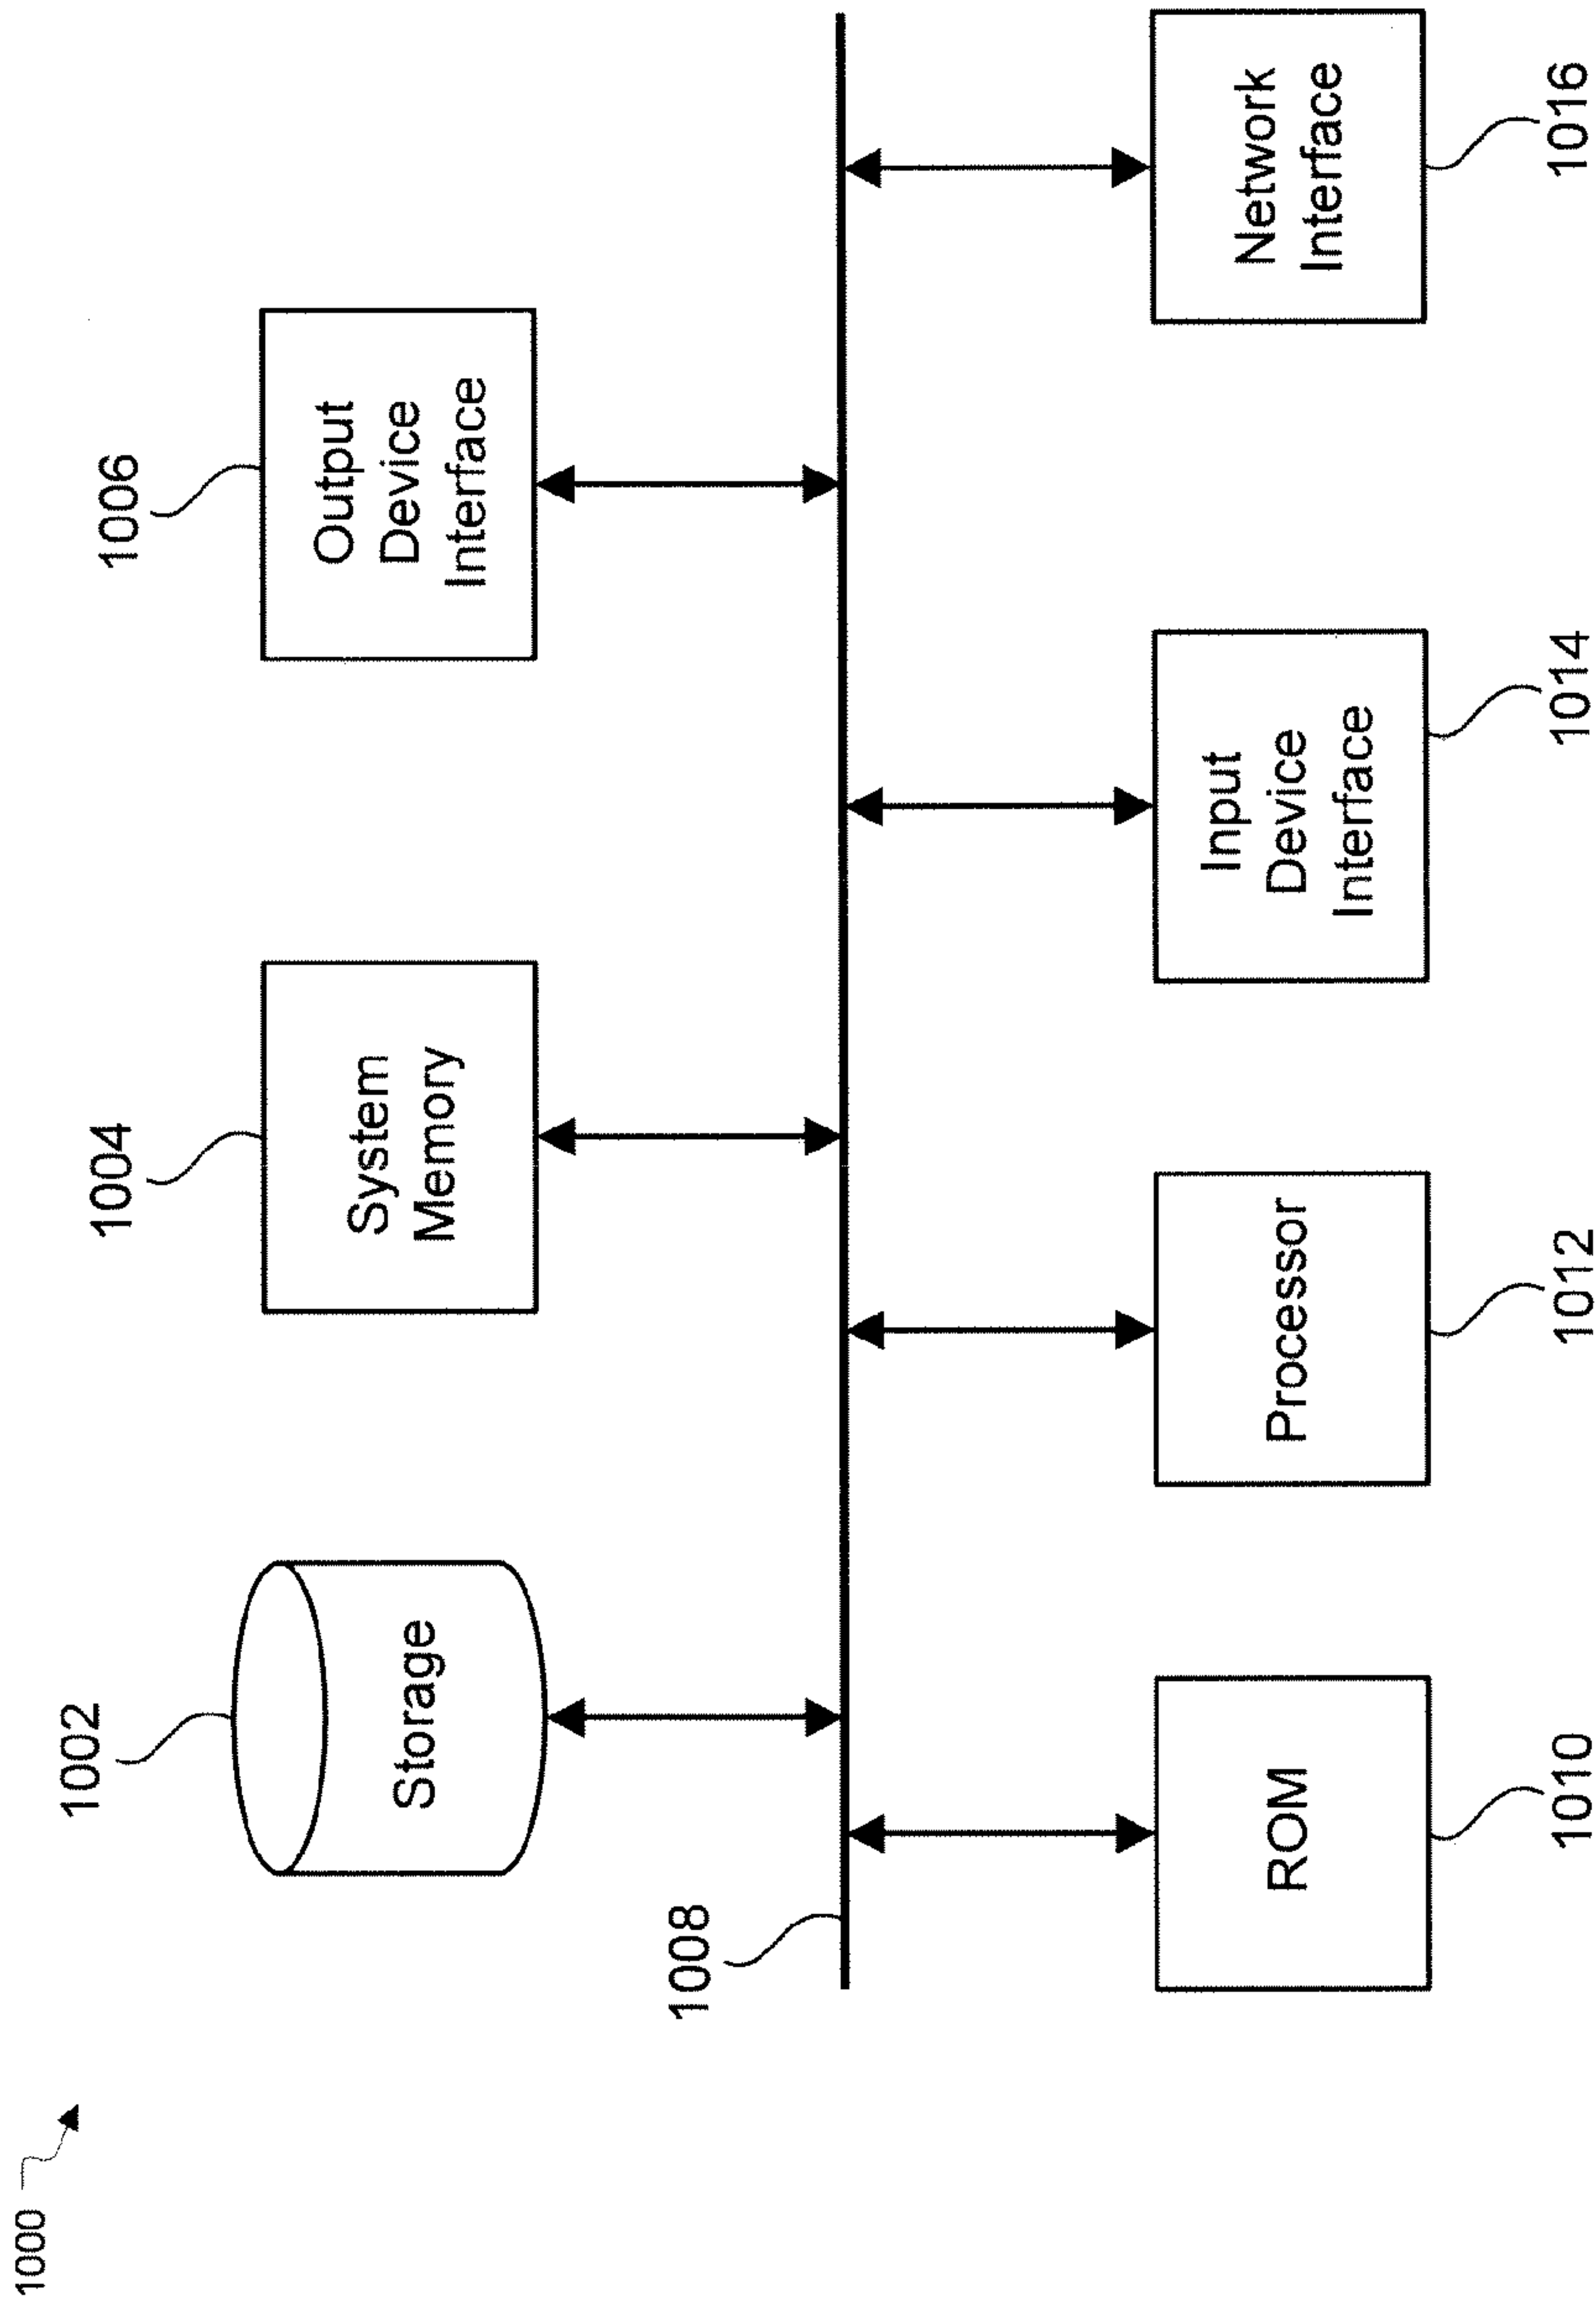 1000
1002
Storage
1004
System
Memory
1006
Output
Device
Interface
1008
ROM
1010
Processor
1012
Input
Device
Interface
1014
Network
Interface
1016